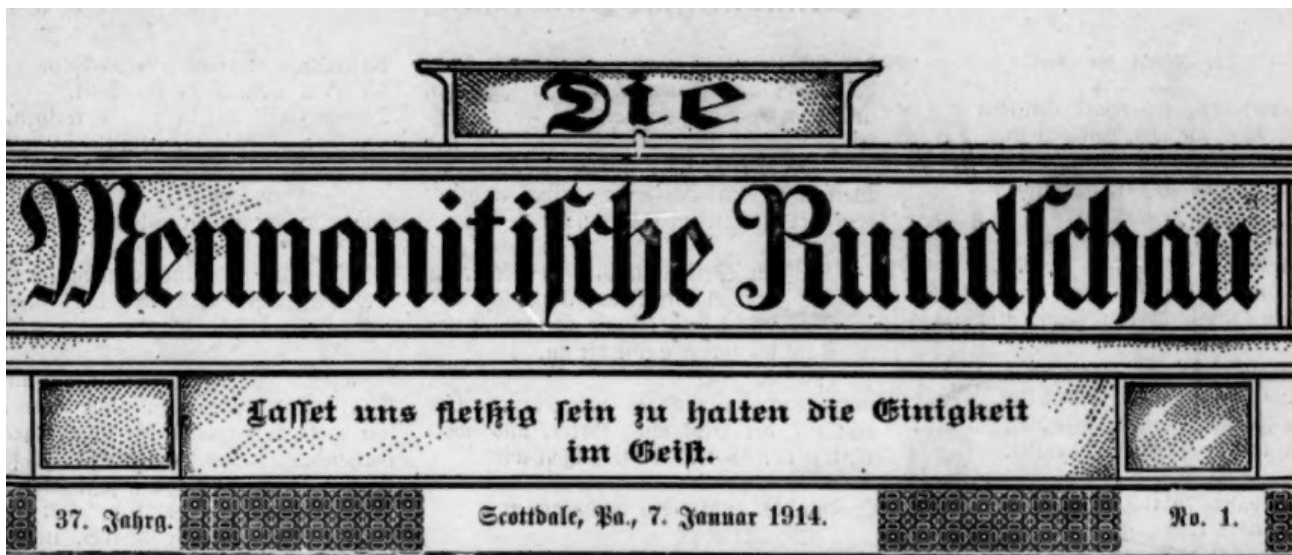 Die
Mennonitische Rundschau
Lasset uns fleißig sein zu halten die Einigkeit
im Geist.
37. Jahrg. Scottdale, Pa., 7. Januar 1914. No. 1.